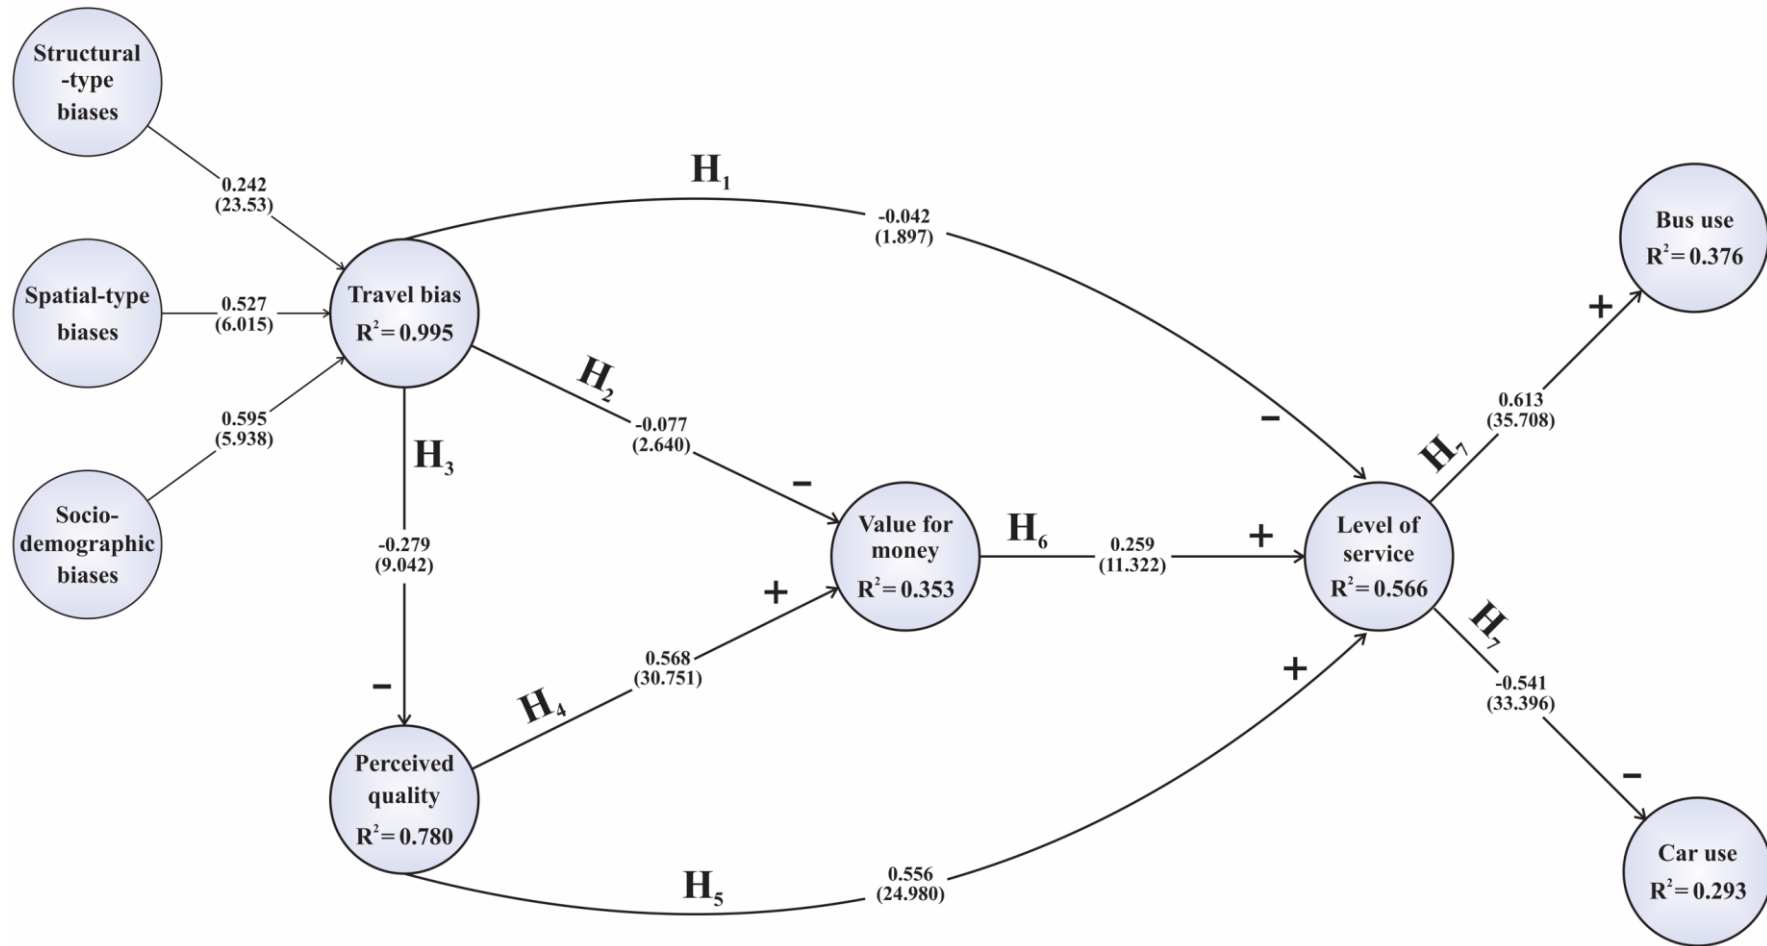 Structural
-type
biases
0.242
(23.53)
Spatial-type
biases
0.527
(6.015)
Socio-
demographic
biases
0.595
(5.938)
Travel bias
R² = 0.995
H₁
-0.042
(1.897)
–
H₂
-0.077
(2.640)
–
H₃
-0.279
(9.042)
–
Perceived
quality
R² = 0.780
H₄
0.568
(30.751)
+
Value for
money
R² = 0.353
H₅
0.556
(24.980)
+
H₆
0.259
(11.322)
+
Level of
service
R² = 0.566
H₇
0.613
(35.708)
+
Bus use
R² = 0.376
H₇
-0.541
(33.396)
–
Car use
R² = 0.293